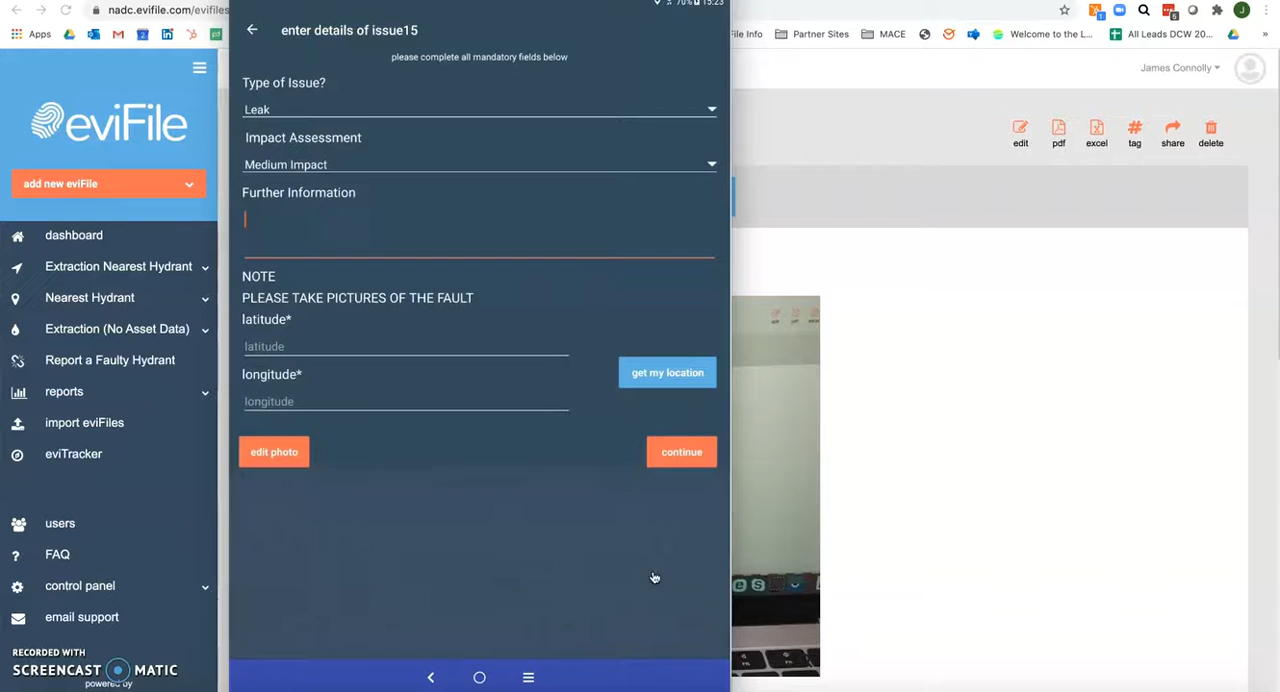 nadc.evifile.com/evifiles
70% 15:23
Apps
File Info
Partner Sites
MACE
Welcome to the L...
All Leads DCW 20...
»
James Connolly
eviFile
add new eviFile
dashboard
Extraction Nearest Hydrant
Nearest Hydrant
Extraction (No Asset Data)
Report a Faulty Hydrant
reports
import eviFiles
eviTracker
users
FAQ
control panel
email support
RECORDED WITH
SCREENCAST MATIC
powered by
enter details of issue15
please complete all mandatory fields below
Type of Issue?
Leak
Impact Assessment
Medium Impact
Further Information
NOTE
PLEASE TAKE PICTURES OF THE FAULT
latitude*
latitude
longitude*
longitude
get my location
edit photo
continue
edit
pdf
excel
tag
share
delete